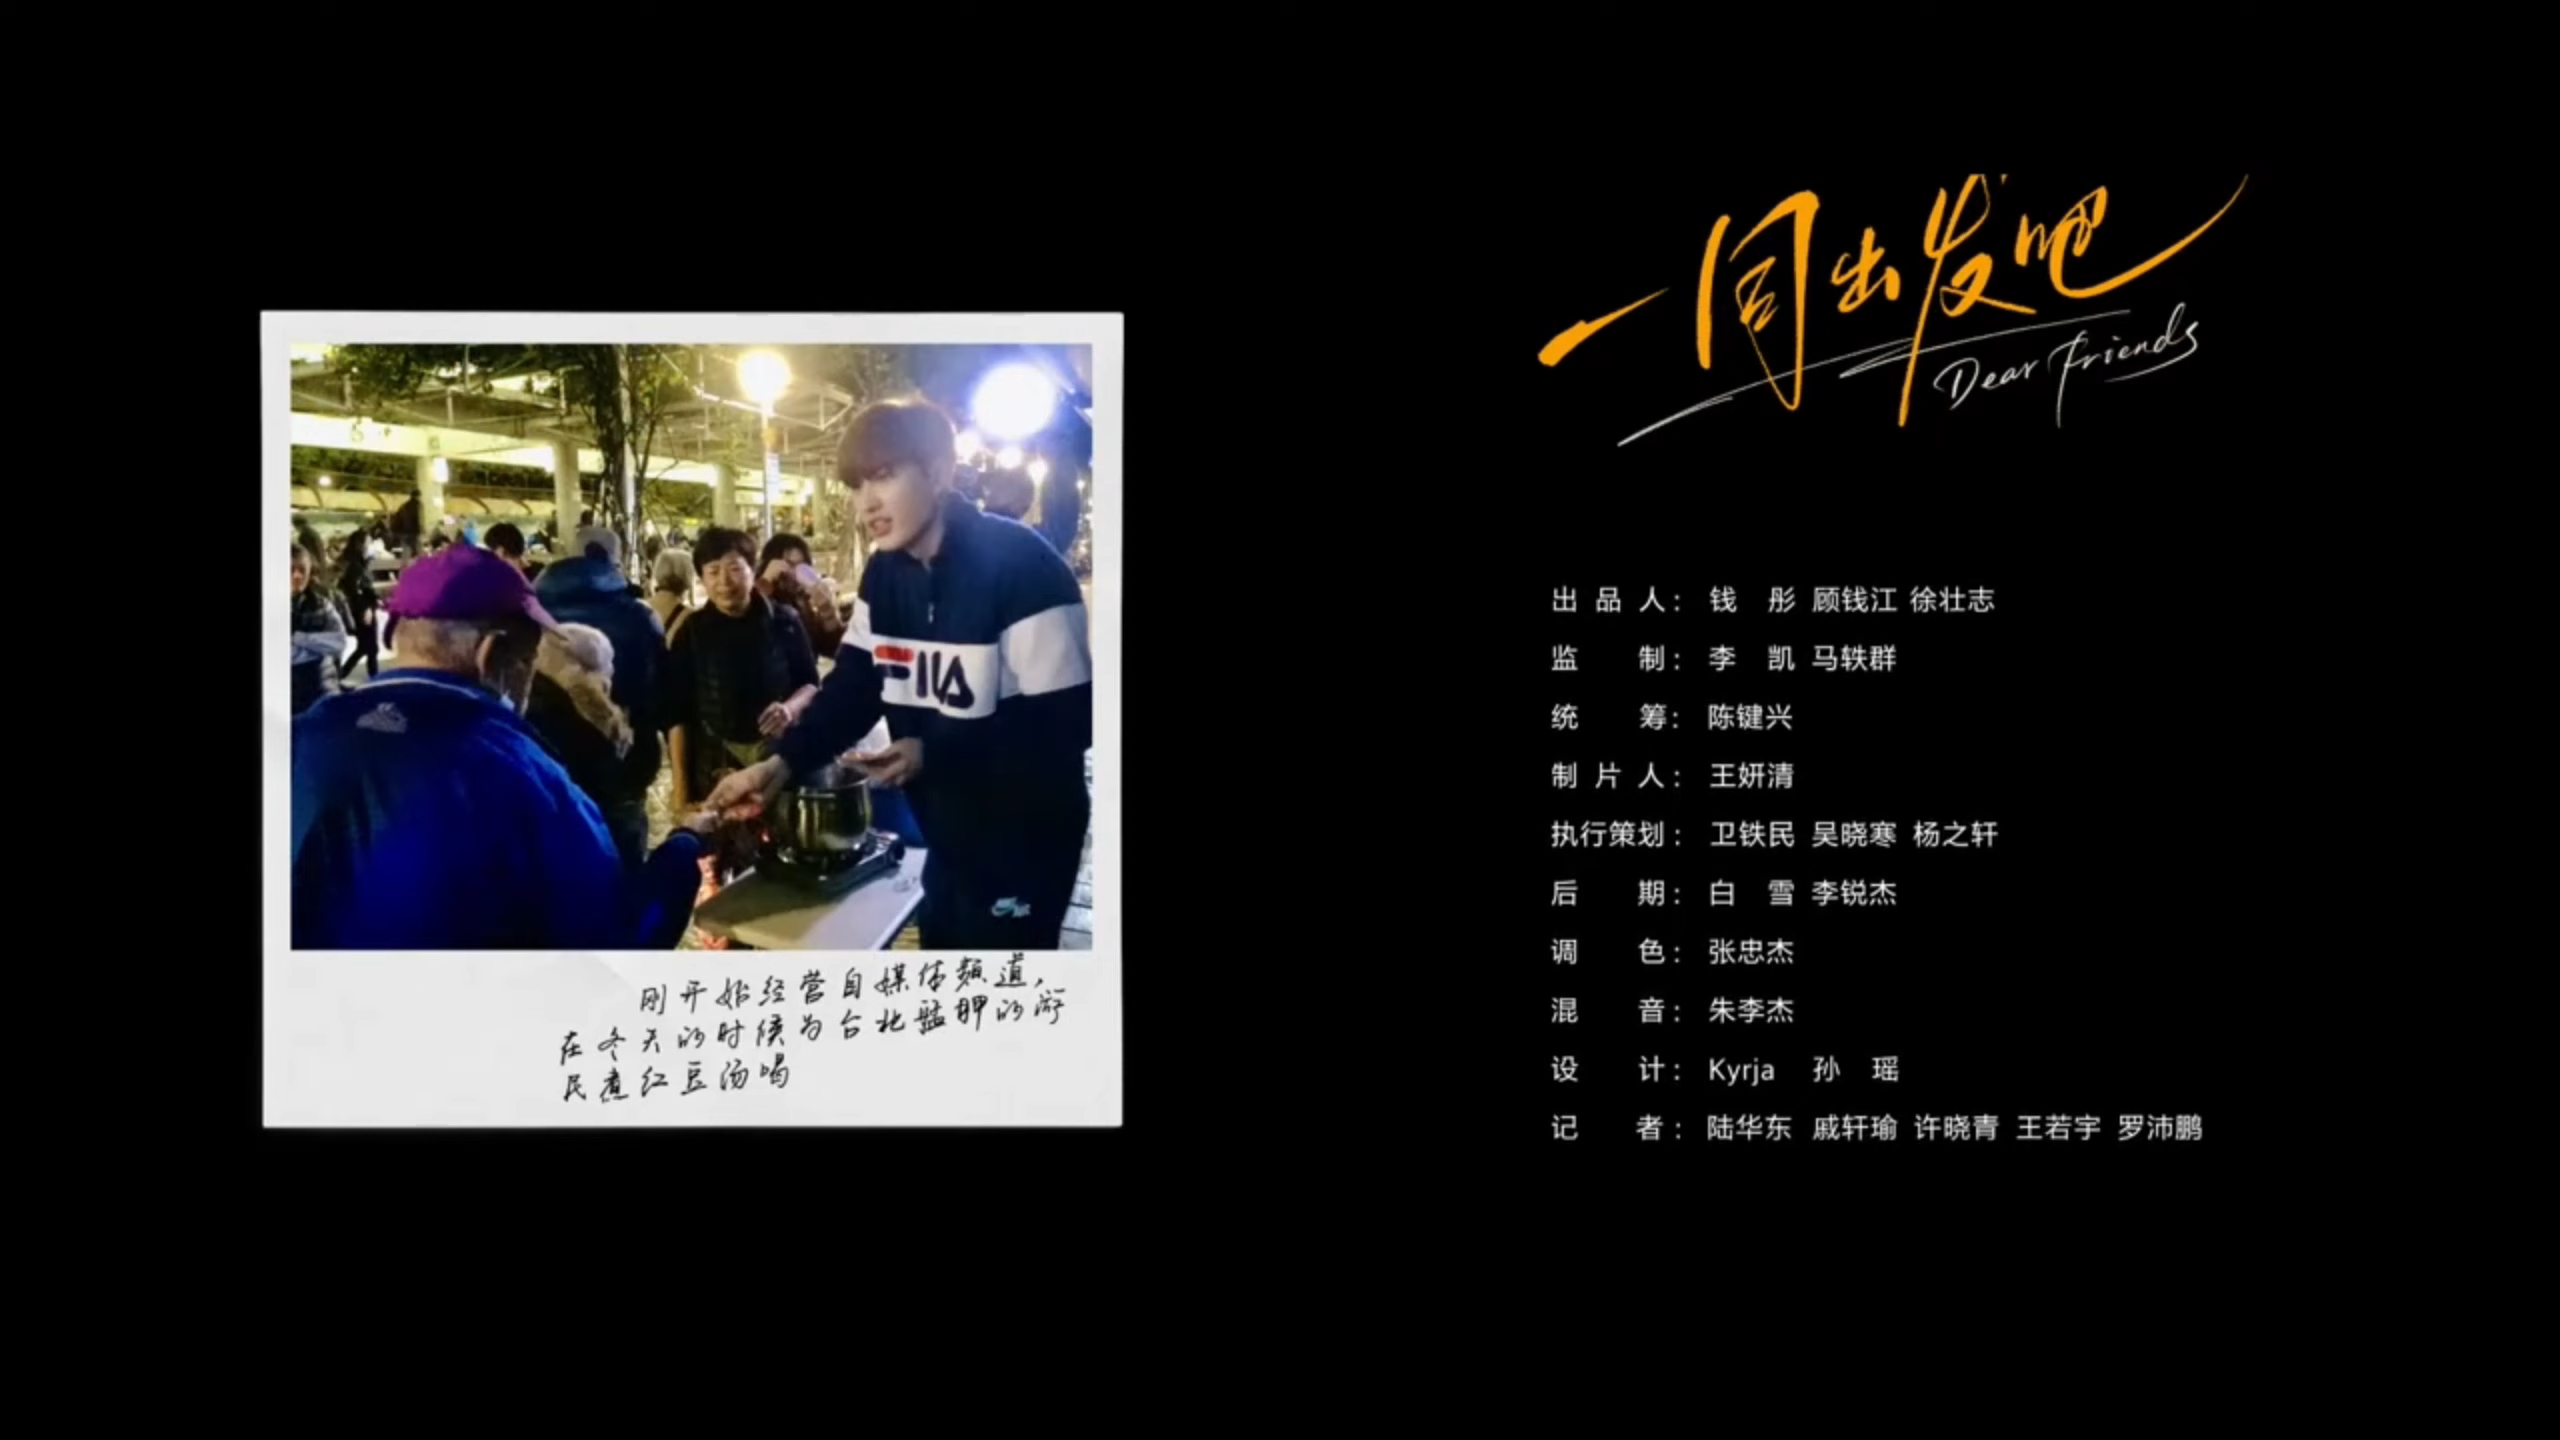 FILA
刚开始经营自媒体频道，
在冬天的时候为台北艋舺的游
民煮红豆汤喝
一同出发吧
Dear Friends
出品人： 钱 彤 顾钱江 徐壮志
监制： 李 凯 马轶群
统筹： 陈键兴
制片人： 王妍清
执行策划： 卫铁民 吴晓寒 杨之轩
后期： 白 雪 李锐杰
调色： 张忠杰
混音： 朱李杰
设计： Kyrja 孙 瑶
记者： 陆华东 戚轩瑜 许晓青 王若宇 罗沛鹏